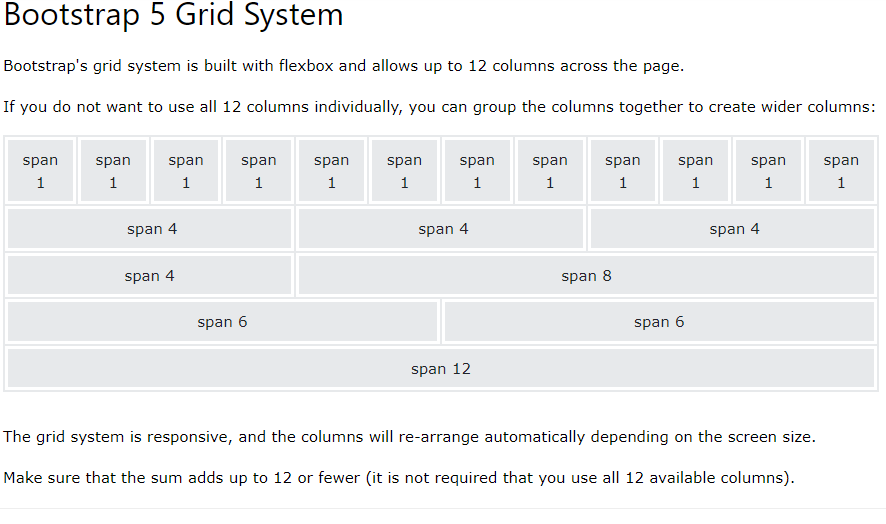 Bootstrap 5 Grid System
Bootstrap's grid system is built with flexbox and allows up to 12 columns across the page.
If you do not want to use all 12 columns individually, you can group the columns together to create wider columns:
span span span span span span span span span span span span
1 1 1 1 1 1 1 1 1 1 1 1
span 4 span 4 span 4
span 4 span 8
span 6 span 6
span 12
The grid system is responsive, and the columns will re-arrange automatically depending on the screen size.
Make sure that the sum adds up to 12 or fewer (it is not required that you use all 12 available columns).